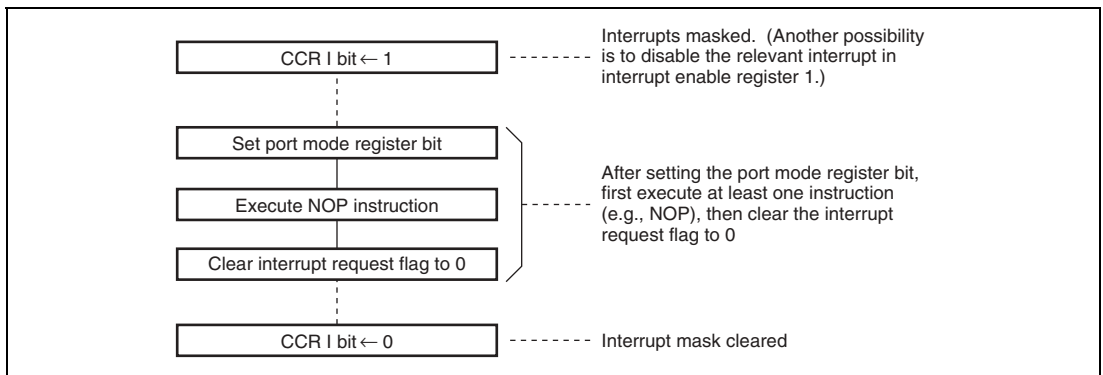 CCR I bit ← 1
Interrupts masked. (Another possibility
is to disable the relevant interrupt in
interrupt enable register 1.)
Set port mode register bit
Execute NOP instruction
Clear interrupt request flag to 0
After setting the port mode register bit,
first execute at least one instruction
(e.g., NOP), then clear the interrupt
request flag to 0
CCR I bit ← 0
Interrupt mask cleared